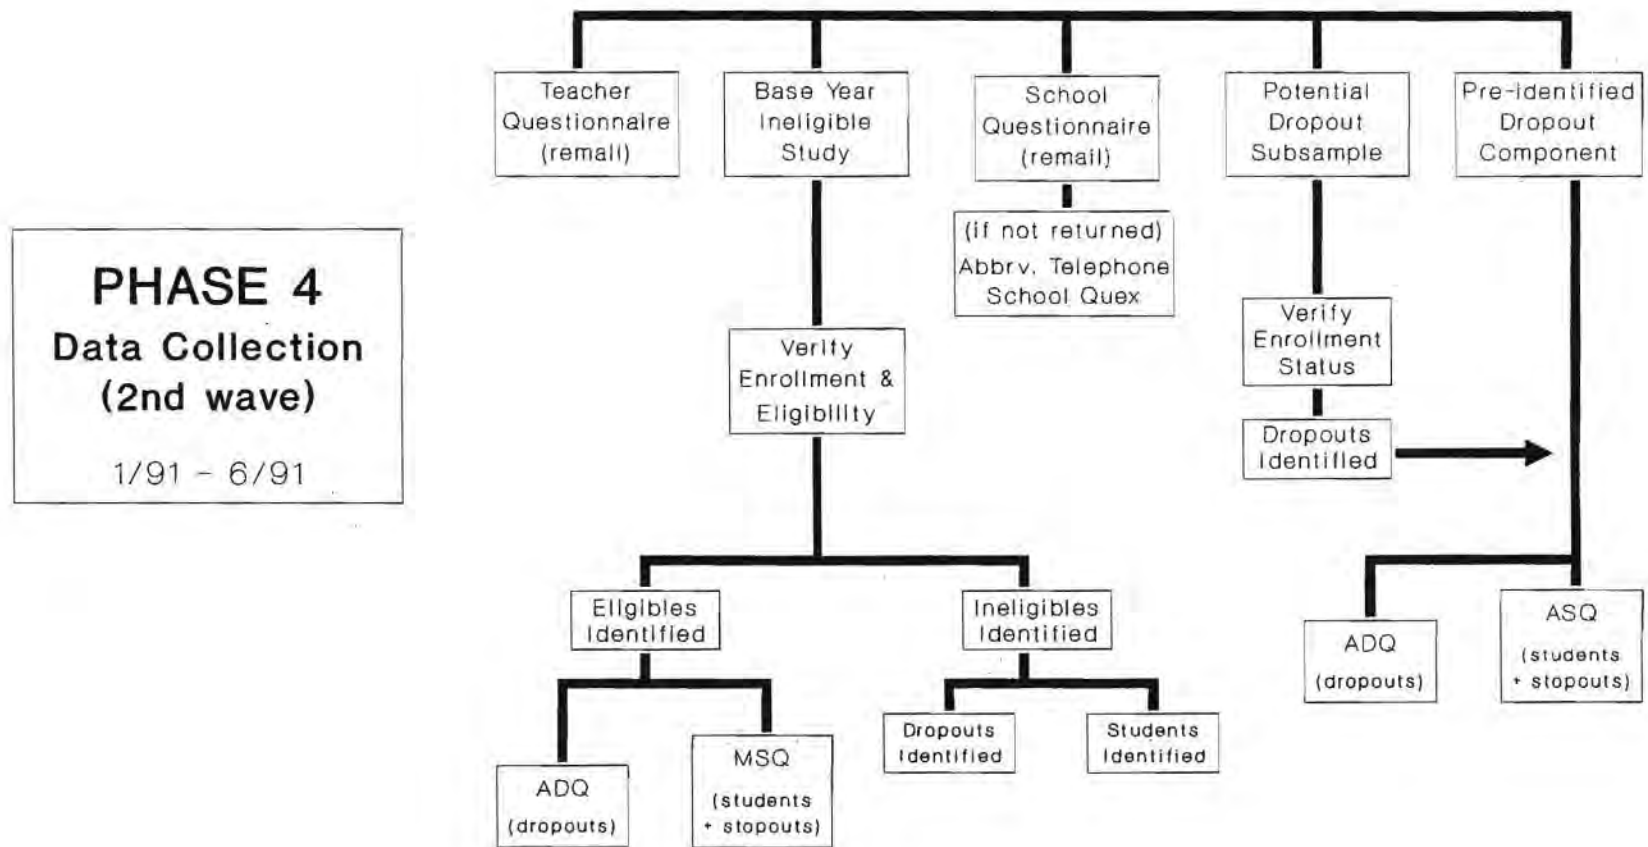 PHASE 4
Data Collection
(2nd wave)
1/91 - 6/91
Teacher
Questionnaire
(remail)
Base Year
Ineligible
Study
School
Questionnaire
(remail)
Potential
Dropout
Subsample
Pre-identified
Dropout
Component
(if not returned)
Abbrv. Telephone
School Quex
Verify
Enrollment &
Eligibility
Verify
Enrollment
Status
Dropouts
Identified
Eligibles
Identified
Ineligibles
Identified
ADQ
(dropouts)
ASQ
(students
+ stopouts)
ADQ
(dropouts)
MSQ
(students
+ stopouts)
Dropouts
Identified
Students
Identified